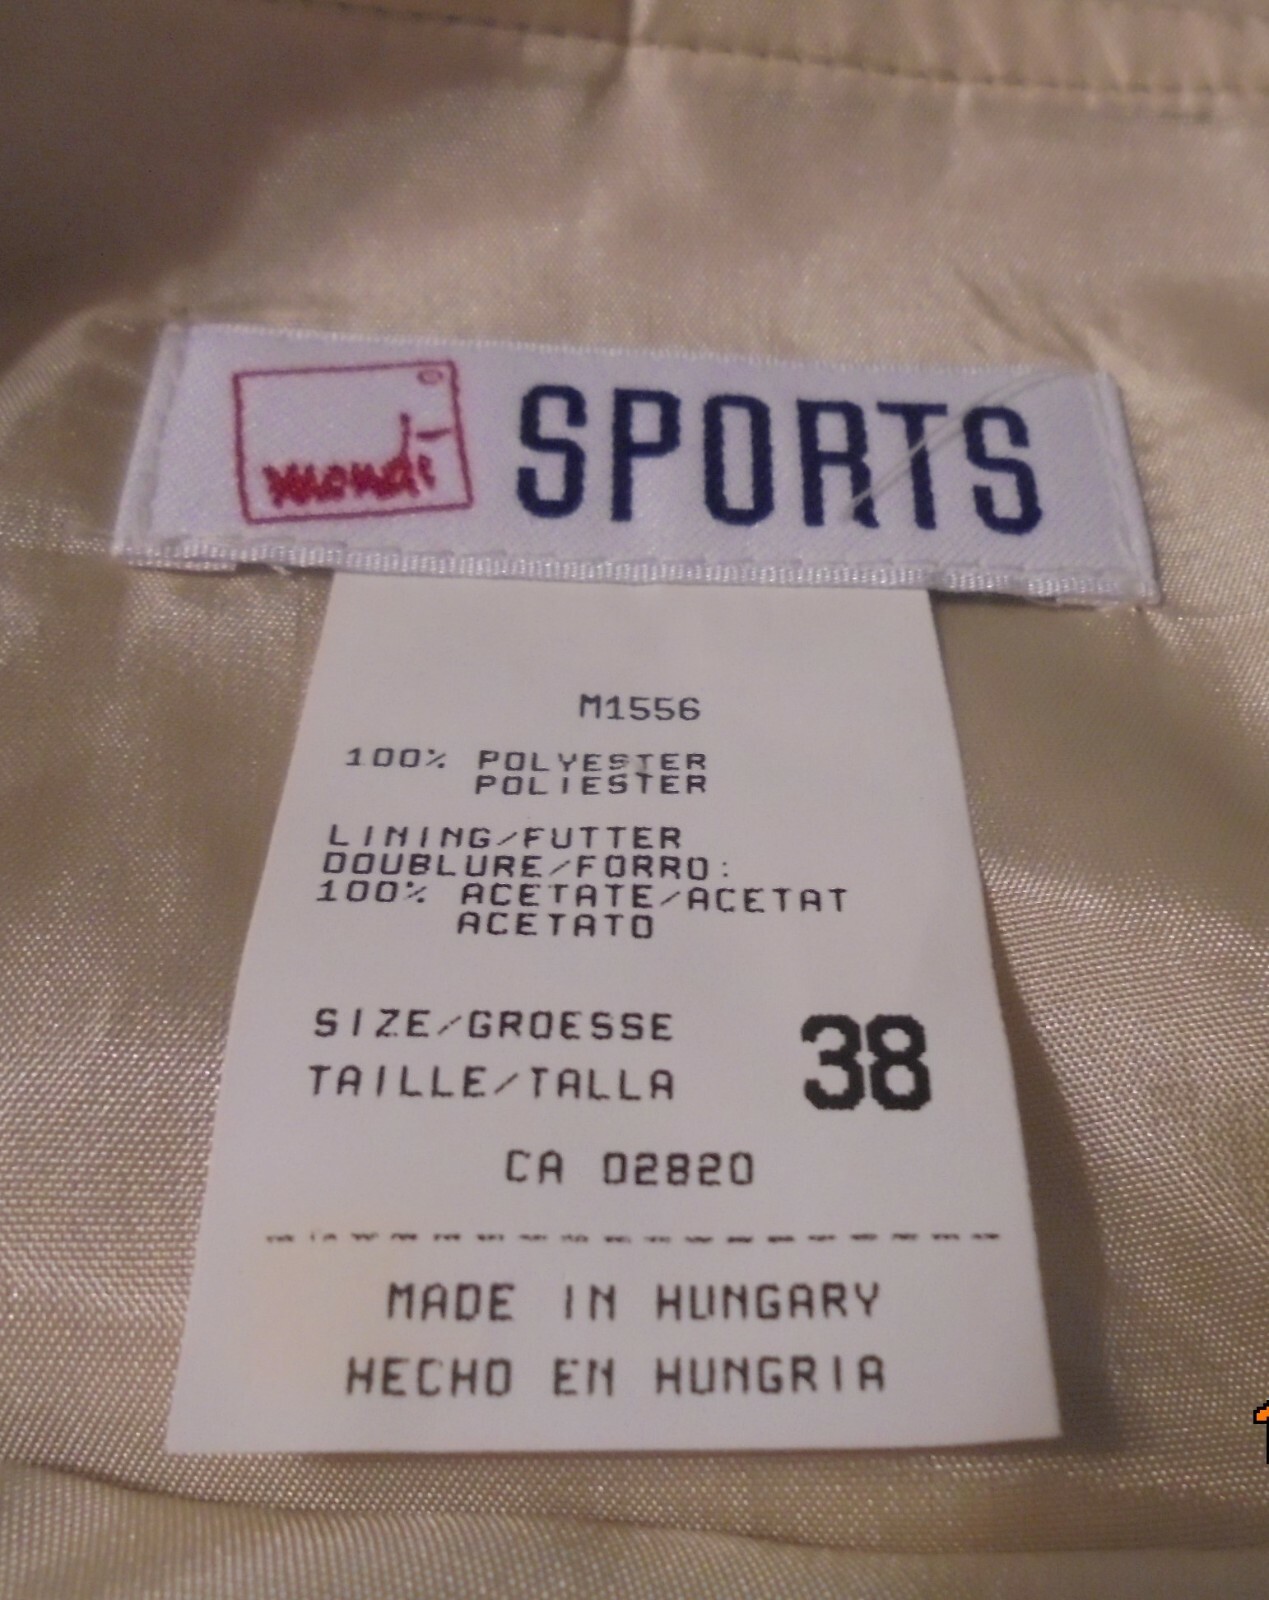 mondi SPORTS
M1556
100% POLYESTER
POLIESTER
LINING/FUTTER
DOUBLURE/FORRO:
100% ACETATE/ACETAT
ACETATO
SIZE/GROESSE
TAILLE/TALLA 38
CA 02820
MADE IN HUNGARY
HECHO EN HUNGRIA